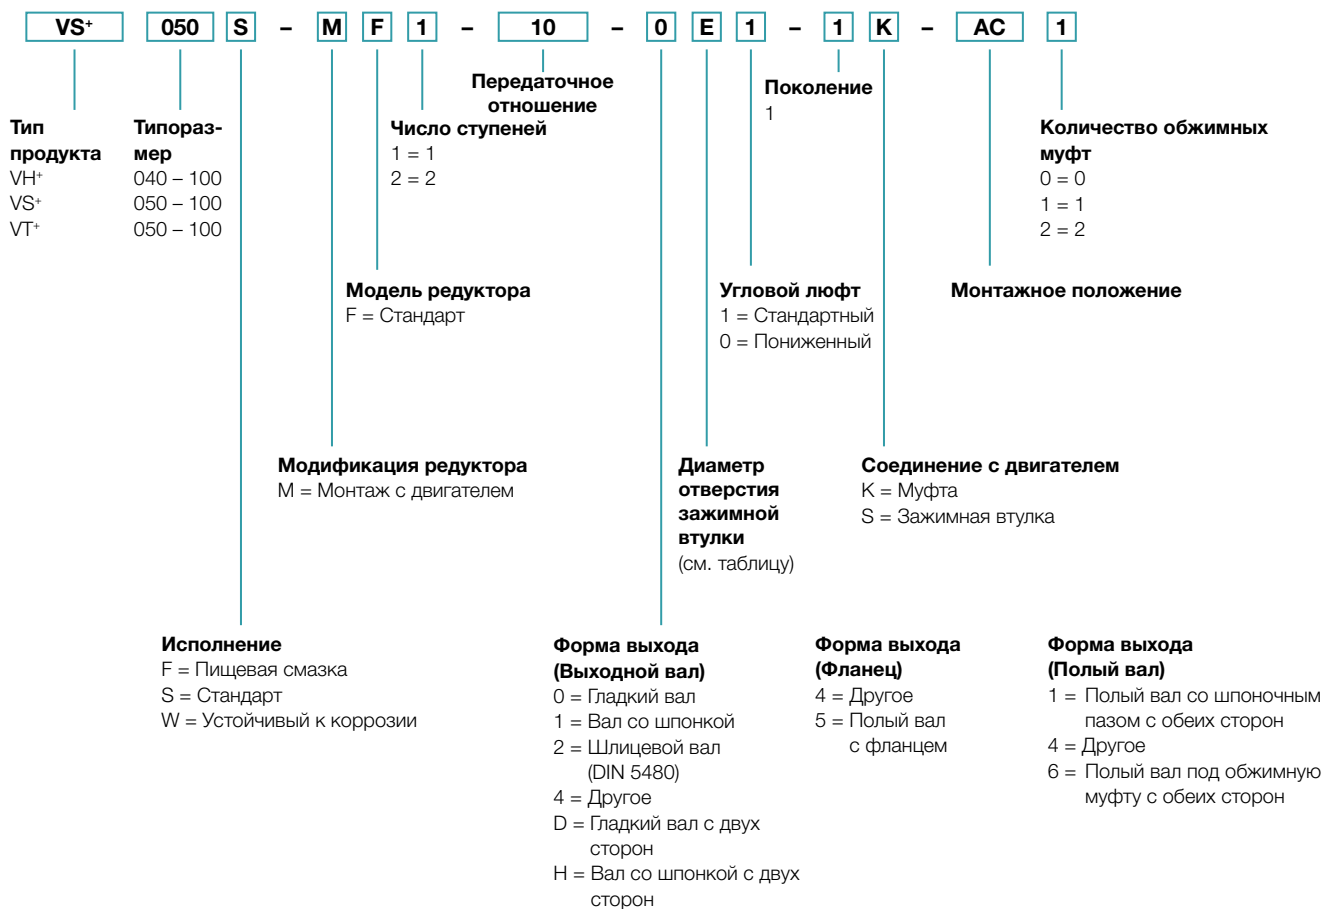 VS⁺ 050 S – M F 1 – 10 – 0 E 1 – 1 K – AC 1
Тип
продукта
VH⁺
VS⁺
VT⁺
Типораз-
мер
040 – 100
050 – 100
050 – 100
Число ступеней
1 = 1
2 = 2
Передаточное
отношение
Поколение
1
Количество обжимных
муфт
0 = 0
1 = 1
2 = 2
Модель редуктора
F = Стандарт
Угловой люфт
1 = Стандартный
0 = Пониженный
Монтажное положение
Модификация редуктора
M = Монтаж с двигателем
Диаметр
отверстия
зажимной
втулки
(см. таблицу)
Соединение с двигателем
K = Муфта
S = Зажимная втулка
Исполнение
F = Пищевая смазка
S = Стандарт
W = Устойчивый к коррозии
Форма выхода
(Выходной вал)
0 = Гладкий вал
1 = Вал со шпонкой
2 = Шлицевой вал
(DIN 5480)
4 = Другое
D = Гладкий вал с двух
сторон
H = Вал со шпонкой с двух
сторон
Форма выхода
(Фланец)
4 = Другое
5 = Полый вал
с фланцем
Форма выхода
(Полый вал)
1 = Полый вал со шпоночным
пазом с обеих сторон
4 = Другое
6 = Полый вал под обжимную
муфту с обеих сторон